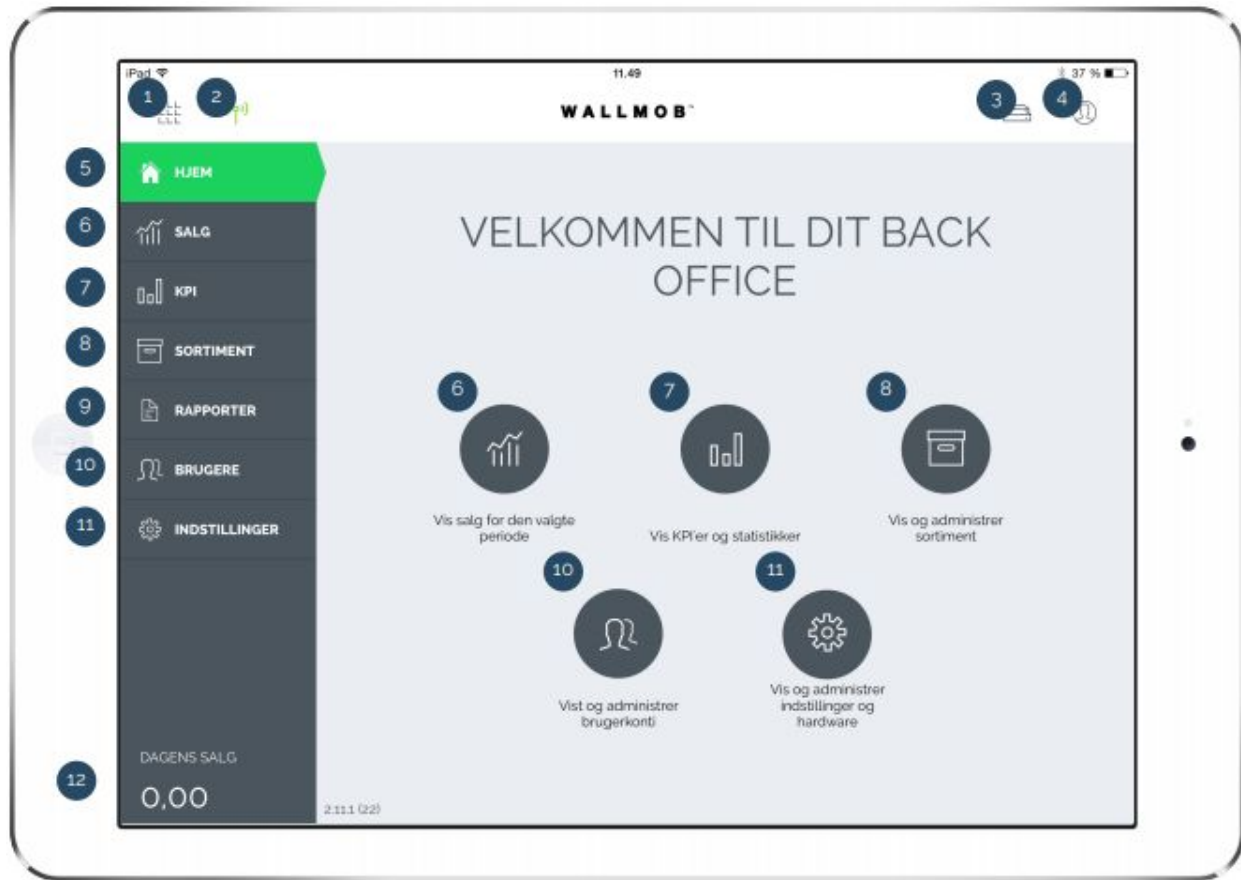 iPad 11.49 37 %
1 2 WALLMOB™ 3 4
5 HJEM
6 SALG
7 KPI
8 SORTIMENT
9 RAPPORTER
10 BRUGERE
11 INDSTILLINGER
12 DAGENS SALG
0,00
VELKOMMEN TIL DIT BACK
OFFICE
6
Vis salg for den valgte
periode
7
Vis KPI'er og statistikker
8
Vis og administrer
sortiment
10
Vist og administrer
brugerkonti
11
Vis og administrer
indstillinger og
hardware
2.11.1 (22)